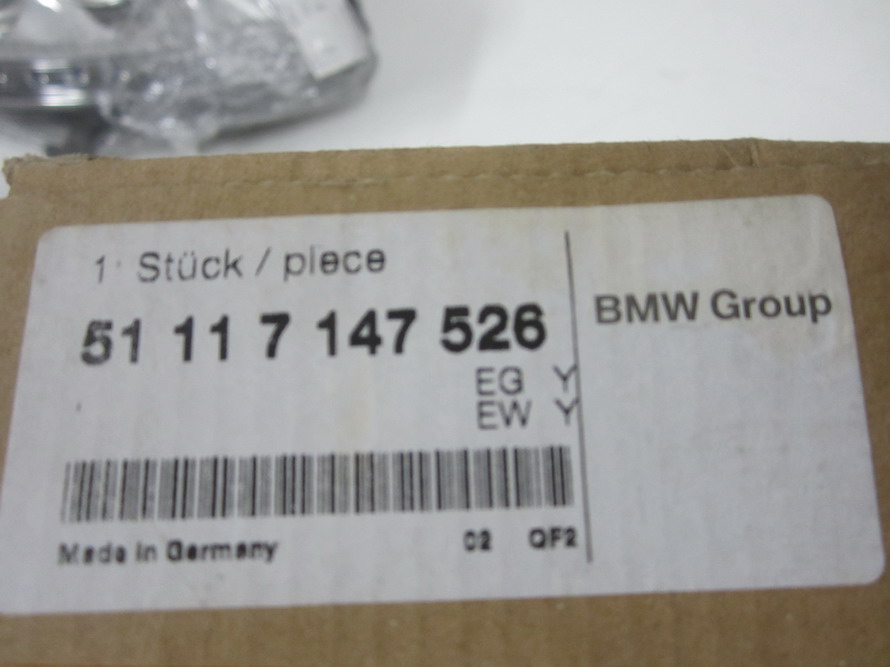 1 Stück / piece
51 11 7 147 526
BMW Group
EG Y
EW Y
Made in Germany 02 QF2